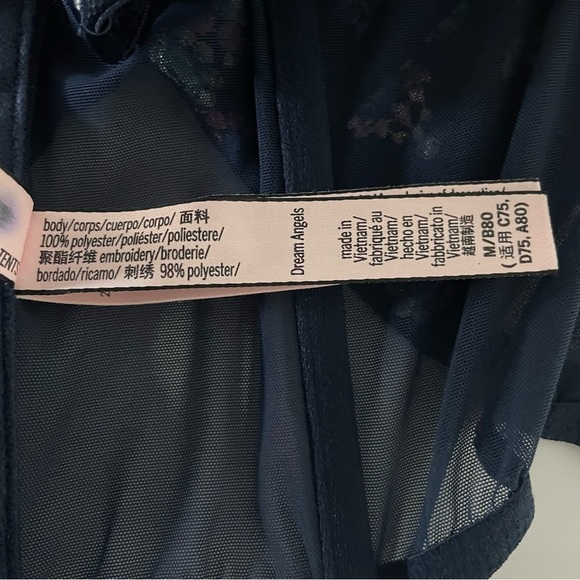 body/corps/cuerpo/corpo/ 面料
100% polyester/poliéster/poliestere/
聚酯纤维 embroidery/broderie/
bordado/ricamo/ 刺绣 98% polyester/
Dream Angels
made in
Vietnam/
fabriqué au
Vietnam/
hecho en
Vietnam/
fabricado in
Vietnam/
越南制造
M/B80
(适用 C75,
D75, A80)